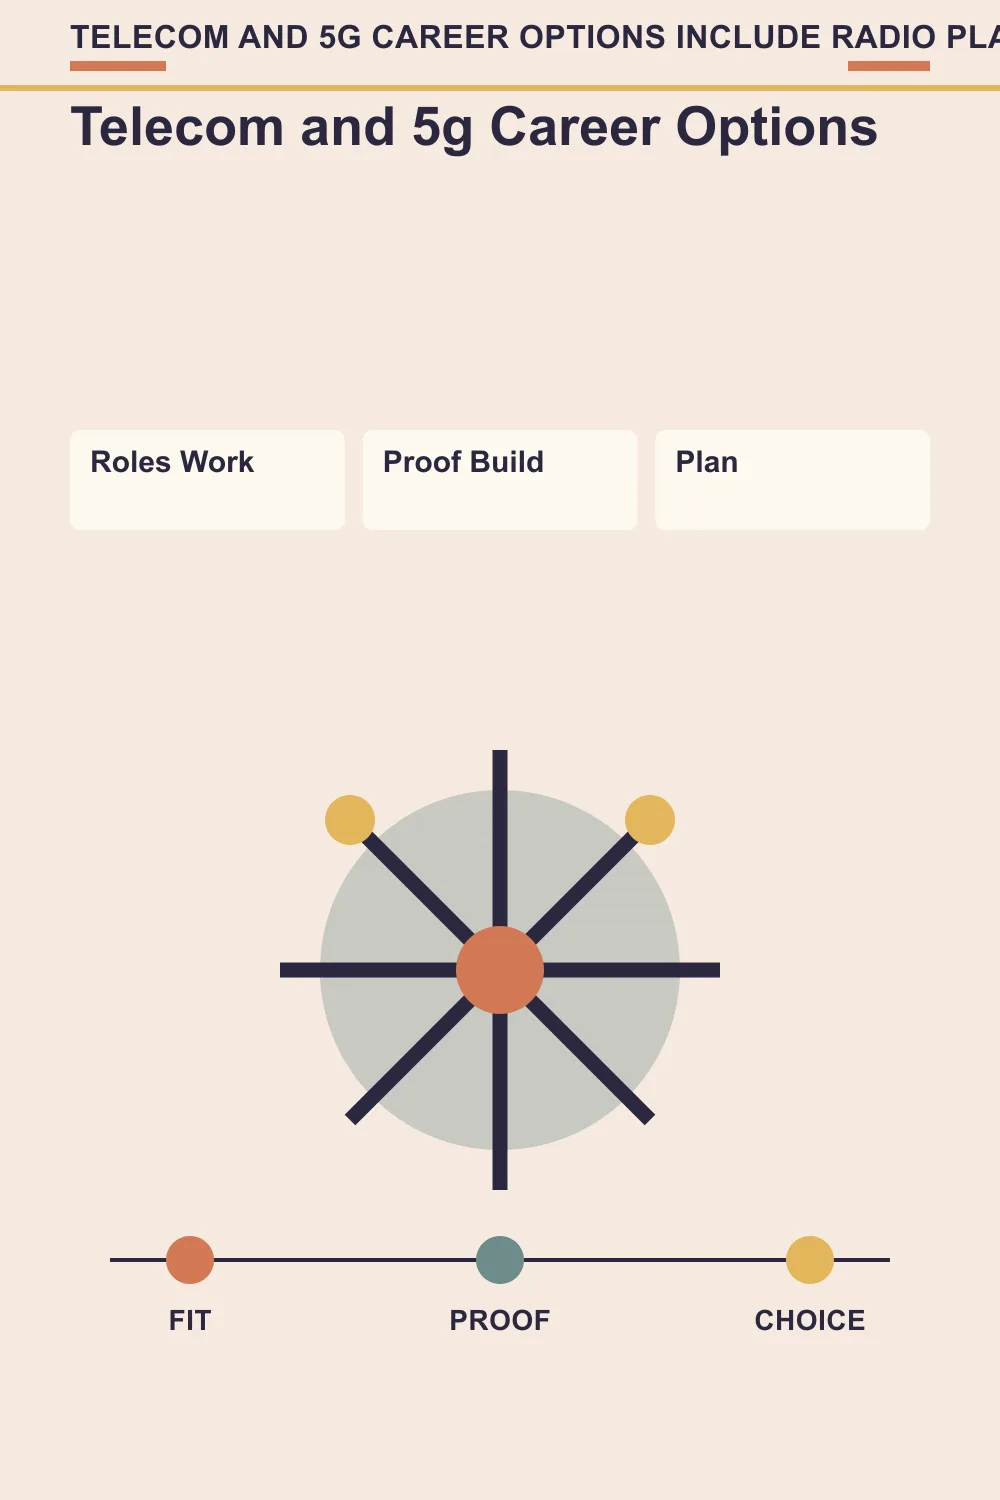 TELECOM AND 5G CAREER OPTIONS INCLUDE RADIO PLA
Telecom and 5g Career Options
Roles Work
Proof Build
Plan
FIT
PROOF
CHOICE